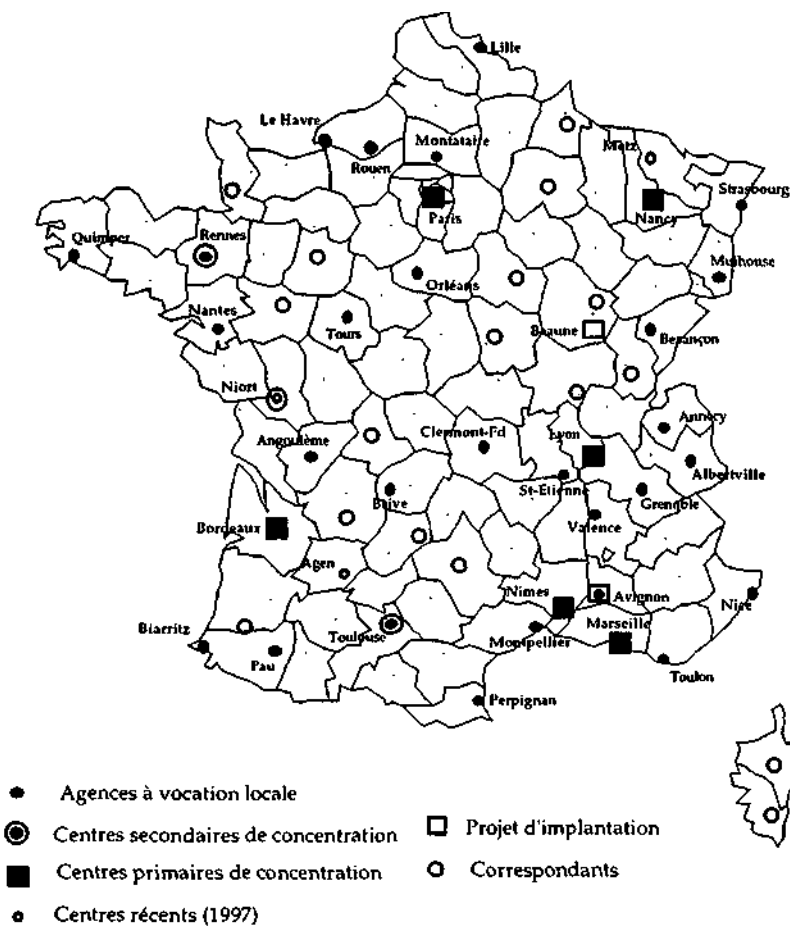 Lille
Le Havre
Rouen
Montataire
Metz
Strasbourg
Paris
Nancy
Quimper
Rennes
Mulhouse
Orléans
Nantes
Tours
Beaune
Besançon
Niort
Annecy
Angoulême
Clermont-Fd
Lyon
Albertville
St-Étienne
Brive
Grenoble
Bordeaux
Valence
Agen
Nîmes
Avignon
Nice
Biarritz
Toulouse
Marseille
Montpellier
Pau
Toulon
Perpignan
Agences à vocation locale
Centres secondaires de concentration
Projet d'implantation
Centres primaires de concentration
Correspondants
Centres récents (1997)